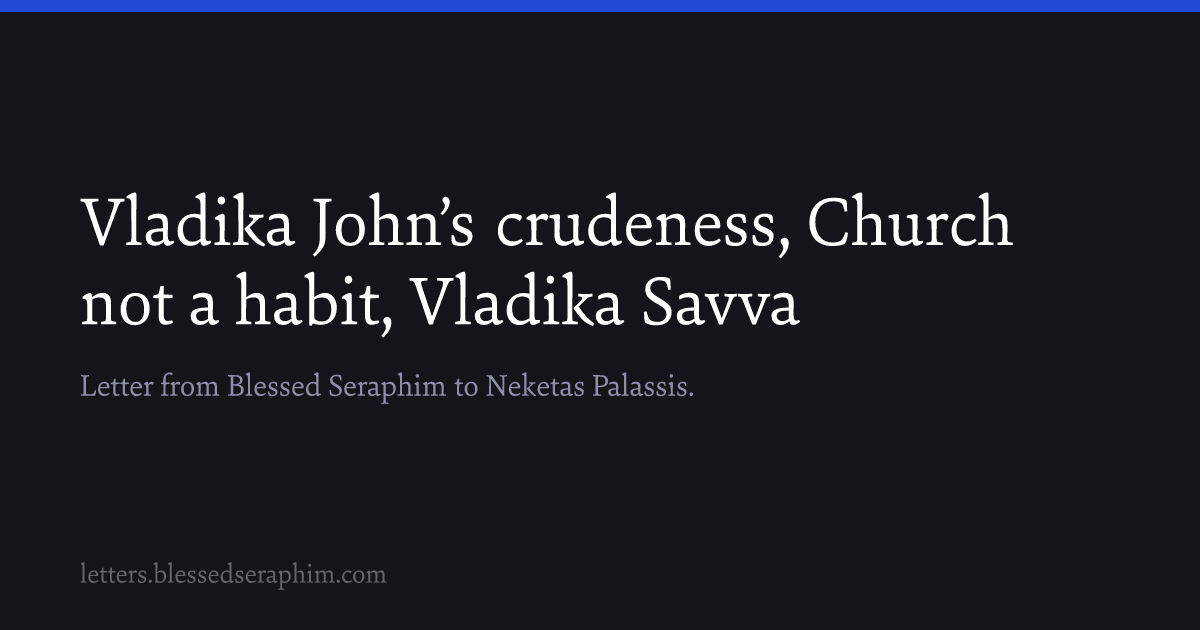 Vladika John’s crudeness, Church
not a habit, Vladika Savva
Letter from Blessed Seraphim to Neketas Palassis.
letters.blessedseraphim.com